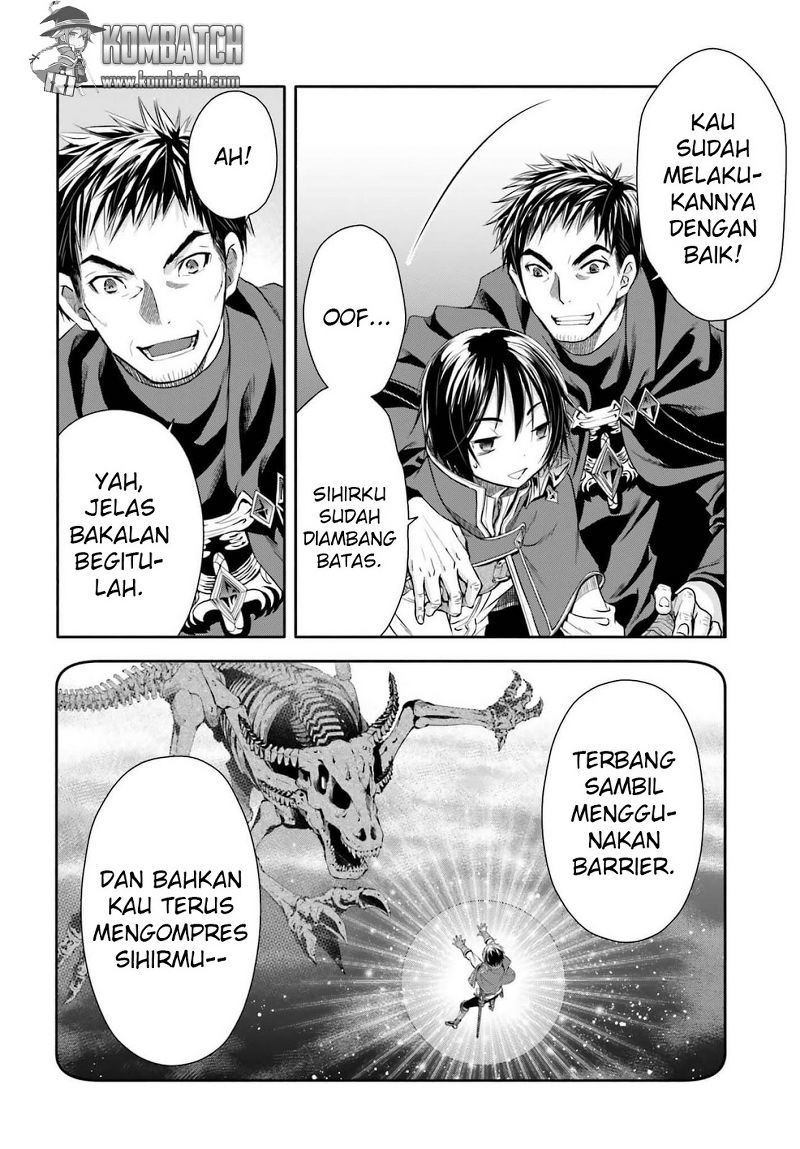 KOMBATCH
www.kombatch.com
KAU
SUDAH
MELAKU-
KANNYA
DENGAN
BAIK!
OOF...
SIHIRKU
SUDAH
DIAMBANG
BATAS.
AH!
YAH,
JELAS
BAKALAN
BEGITU-
LAH.
TERBANG
SAMBIL
MENGGU-
NAKAN
BARRIER.
DAN BAHKAN
KAU TERUS
MENGOMPRES
SIHIRMU--